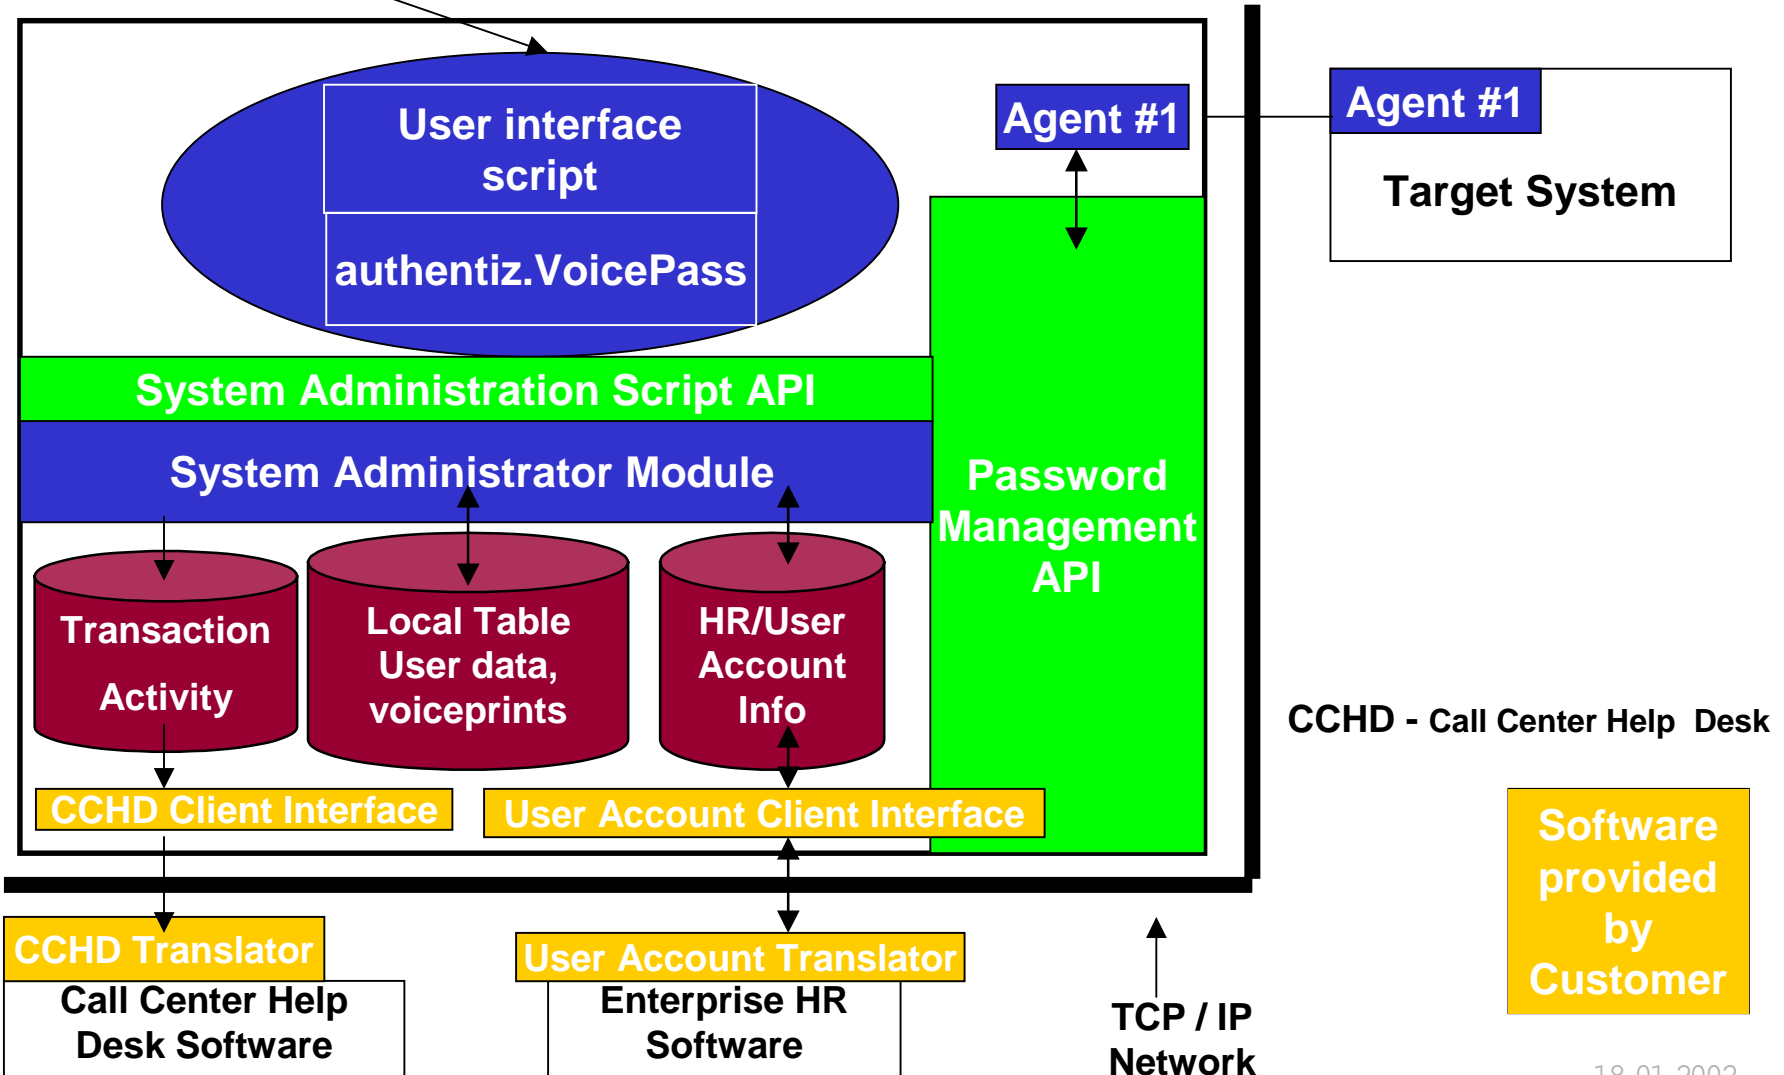 User interface
script
authentiz.VoicePass
Agent #1
Agent #1
Target System
System Administration Script API
System Administrator Module
Password
Management
API
Transaction
Activity
Local Table
User data,
voiceprints
HR/User
Account
Info
CCHD - Call Center Help Desk
CCHD Client Interface
User Account Client Interface
Software
provided
by
Customer
CCHD Translator
Call Center Help
Desk Software
User Account Translator
Enterprise HR
Software
TCP / IP
Network
18.01.2002